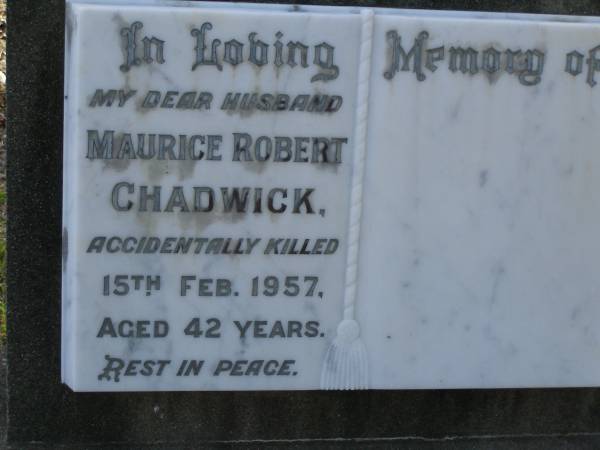 In Loving Memory of
MY DEAR HUSBAND
MAURICE ROBERT
CHADWICK,
ACCIDENTALLY KILLED
15TH FEB. 1957,
AGED 42 YEARS.
REST IN PEACE.